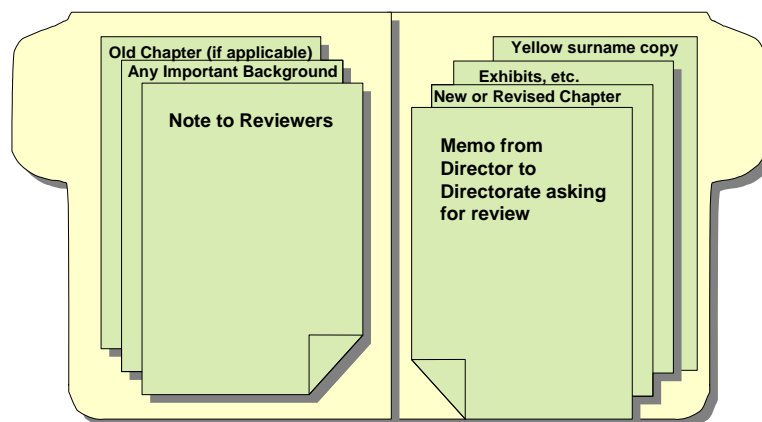 Old Chapter (if applicable)
Any Important Background
Note to Reviewers
Yellow surname copy
Exhibits, etc.
New or Revised Chapter
Memo from
Director to
Directorate asking
for review